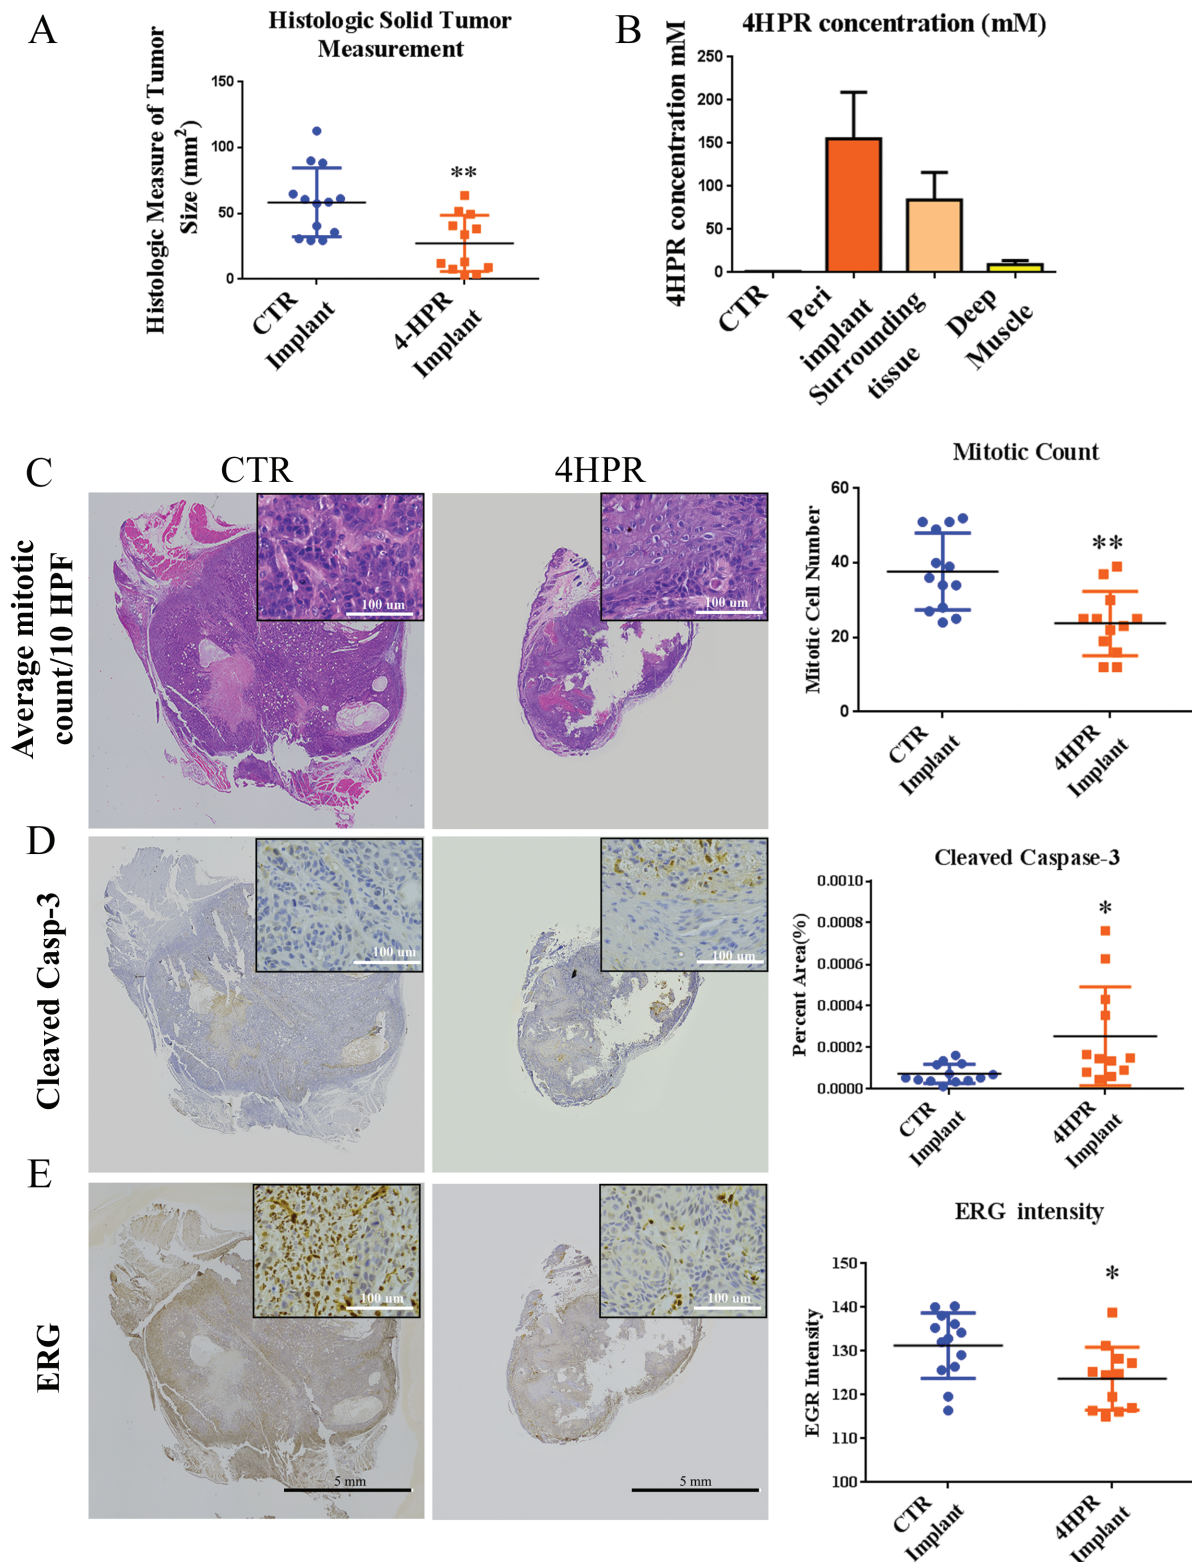 A
Histologic Solid Tumor
Measurement
Histologic Measure of Tumor
Size (mm²)
150
100
50
0
**
CTR
Implant
4-HPR
Implant
B
4HPR concentration (mM)
4HPR concentration mM
250
200
150
100
50
0
CTR
Peri
implant
Surrounding
tissue
Deep
Muscle
C
CTR
4HPR
Average mitotic
count/10 HPF
100 um
100 um
Mitotic Count
Mitotic Cell Number
60
40
20
0
**
CTR
Implant
4HPR
Implant
D
Cleaved Casp-3
100 um
100 um
Cleaved Caspase-3
Percent Area(%)
0.0010
0.0008
0.0006
0.0004
0.0002
0.0000
*
CTR
Implant
4HPR
Implant
E
ERG
100 um
100 um
5 mm
5 mm
ERG intensity
EGR Intensity
150
140
130
120
110
100
*
CTR
Implant
4HPR
Implant